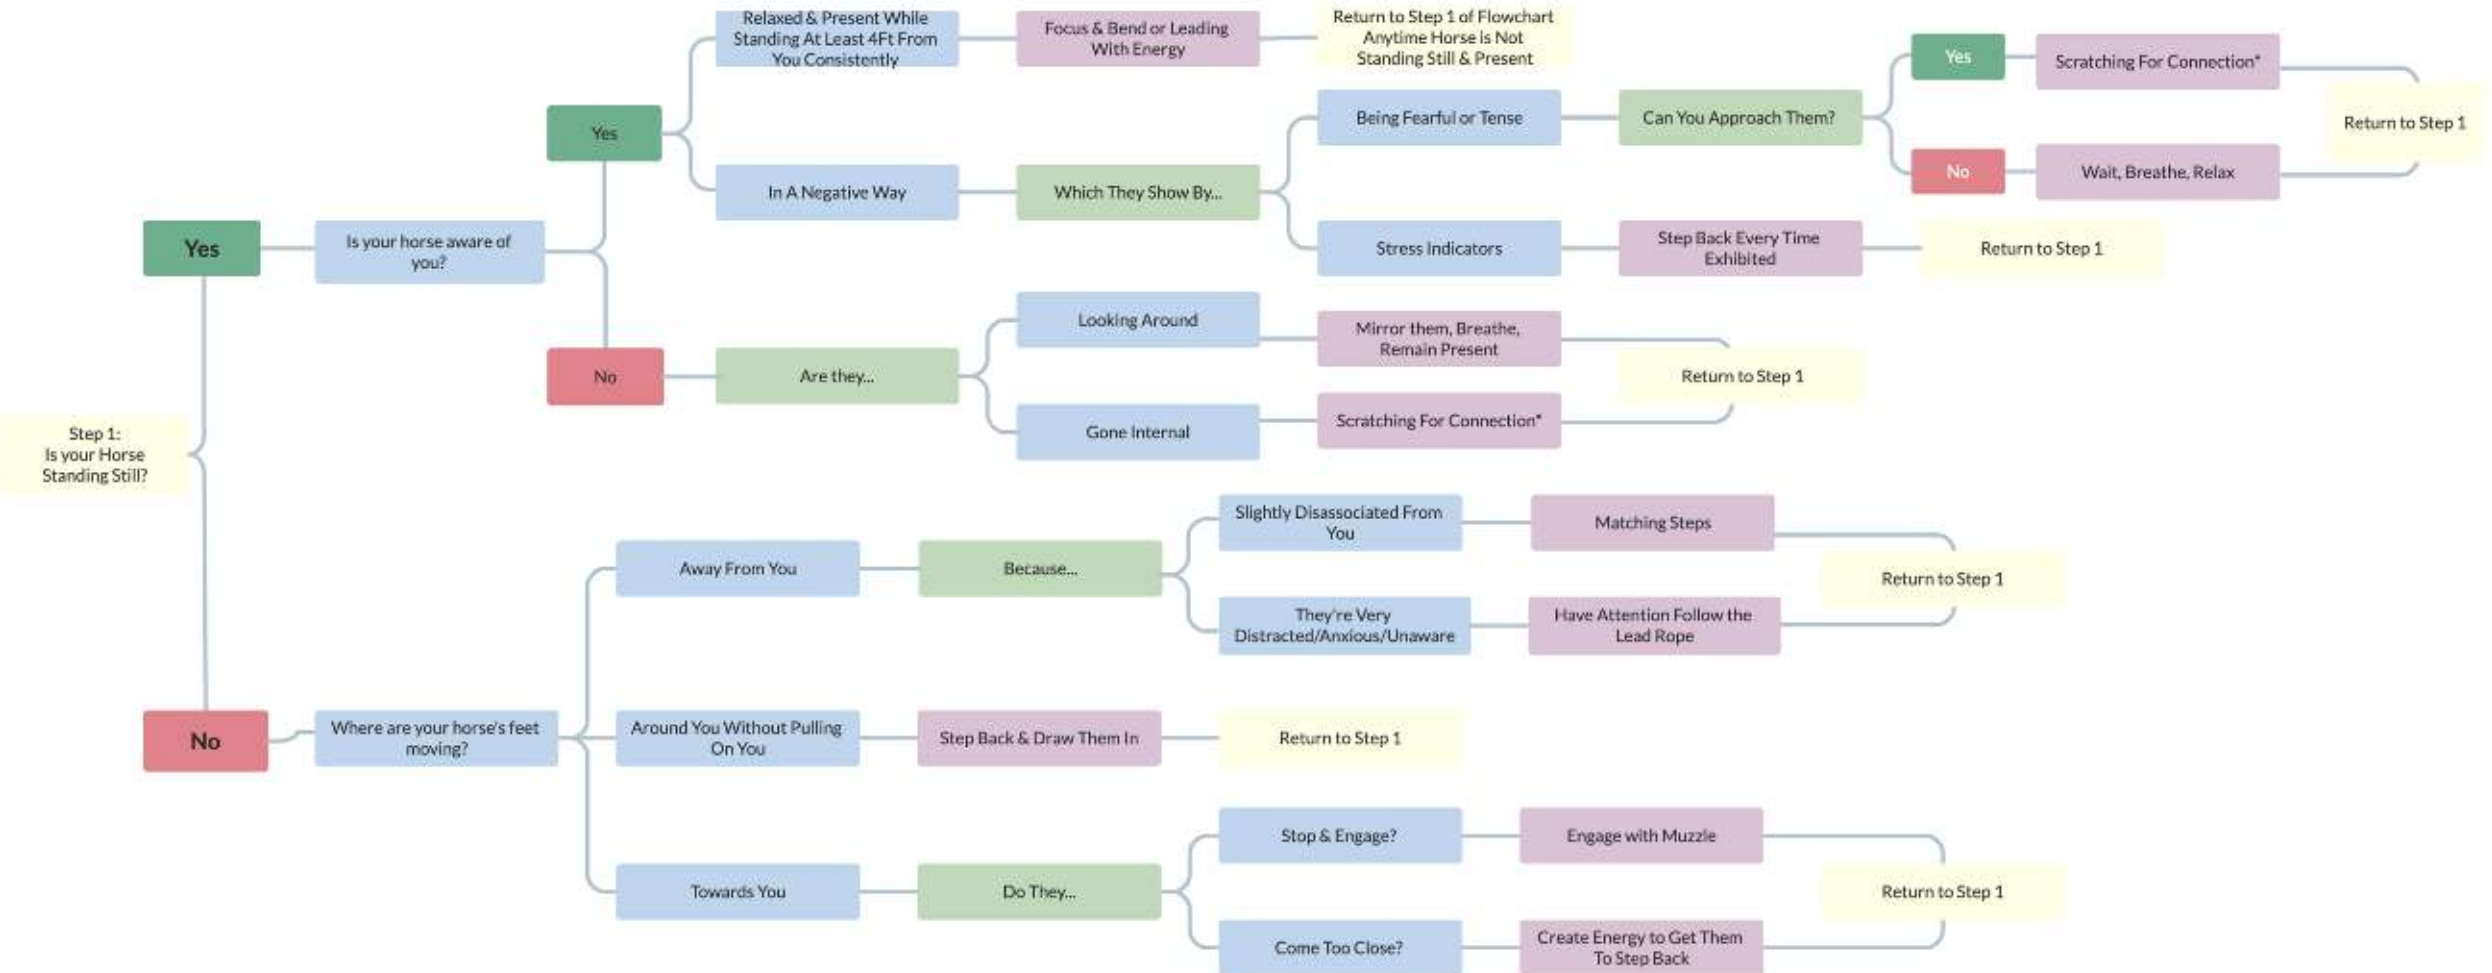 Step 1:
Is your Horse
Standing Still?
Yes
Is your horse aware of
you?
Yes
Relaxed & Present While
Standing At Least 4Ft From
You Consistently
Focus & Bend or Leading
With Energy
Return to Step 1 of Flowchart
Anytime Horse is Not
Standing Still & Present
In A Negative Way
Which They Show By...
Being Fearful or Tense
Can You Approach Them?
Yes
Scratching For Connection*
No
Wait, Breathe, Relax
Return to Step 1
Stress Indicators
Step Back Every Time
Exhibited
Return to Step 1
No
Are they...
Looking Around
Mirror them, Breathe,
Remain Present
Gone Internal
Scratching For Connection*
Return to Step 1
No
Where are your horse's feet
moving?
Away From You
Because...
Slightly Disassociated From
You
Matching Steps
They're Very
Distracted/Anxious/Unaware
Have Attention Follow the
Lead Rope
Return to Step 1
Around You Without Pulling
On You
Step Back & Draw Them In
Return to Step 1
Towards You
Do They...
Stop & Engage?
Engage with Muzzle
Come Too Close?
Create Energy to Get Them
To Step Back
Return to Step 1